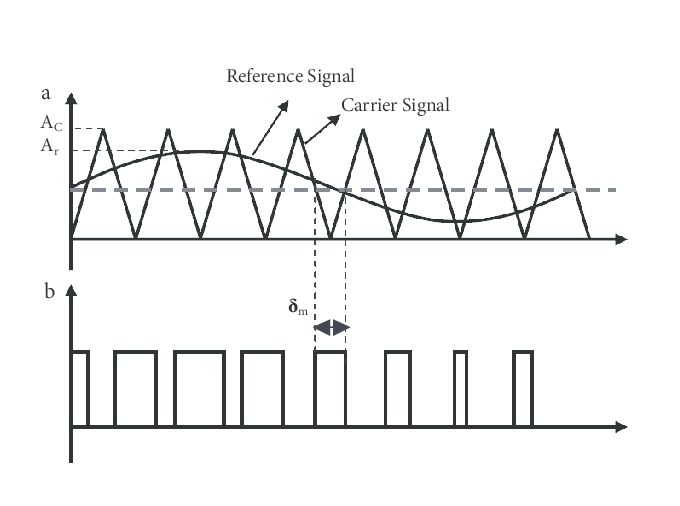 Reference Signal
a
Carrier Signal
A_C
A_r
b
δ_m